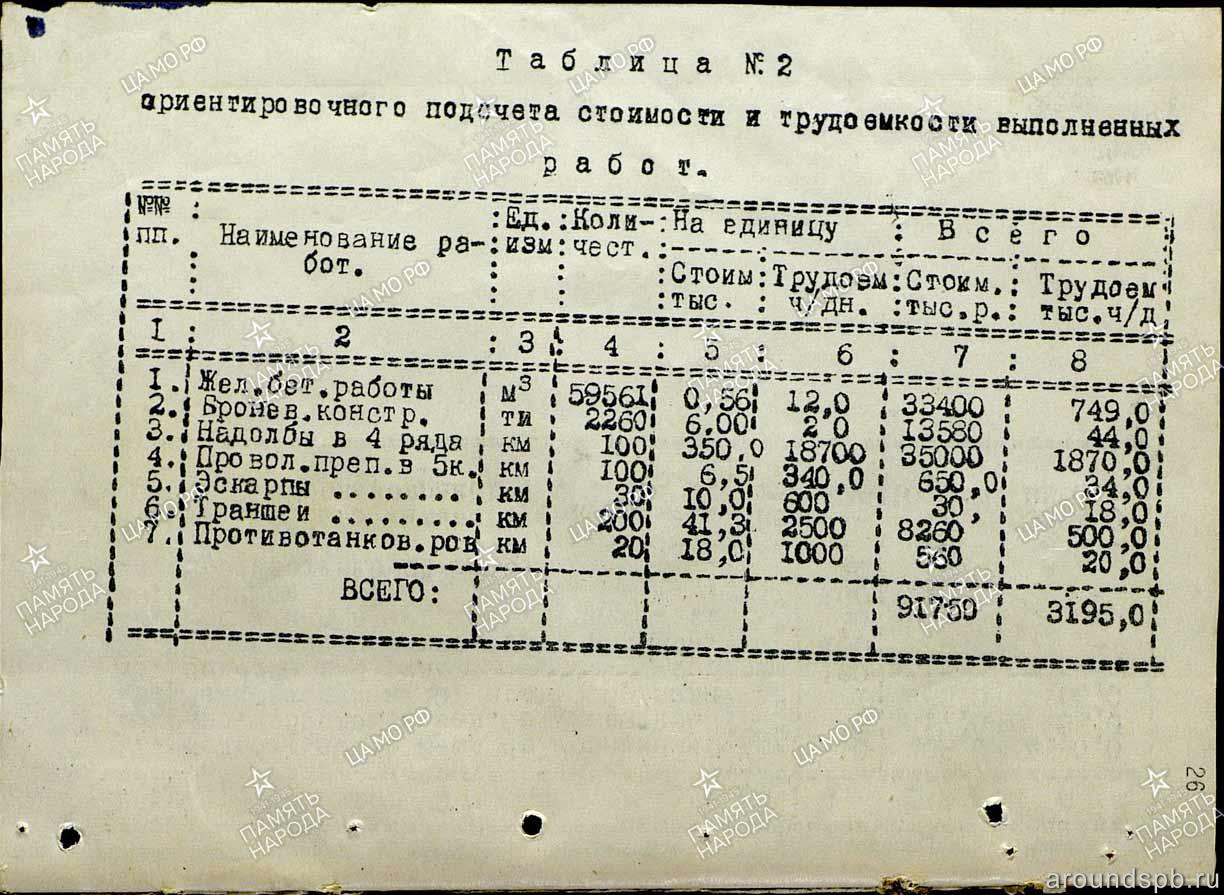 Таблица №2
ориентировочного подсчета стоимости и трудоемкости выполненных
работ.
№№ пп. : Наименование работ. : Ед. изм : Коли-чест. : На единицу : Всего
Стоим тыс. : Трудоем ч/дн. : Стоим. тыс.р. : Трудоем тыс.ч/д
I : 2 : 3 : 4 : 5 : 6 : 7 : 8
I. Жел.бет.работы м3 59561 0,56 12,0 33400 749,0
2. Бронев.констр. тн 2260 6.00 20 13580 44,0
3. Надолбы в 4 ряда км 100 350,0 18700 35000 1870,0
4. Провол.преп.в 5к. км 100 6,5 340,0 650,0 34,0
5. Эскарпы ........ км 30 10,0 600 30, 18,0
6. Траншеи ......... км 200 41,3 2500 8260 500,0
7. Противотанков.ров км 20 18,0 1000 560 20,0
ВСЕГО: 91750 3195,0
26
ЦАМО.РФ
ПАМЯТЬ НАРОДА
aroundspb.ru